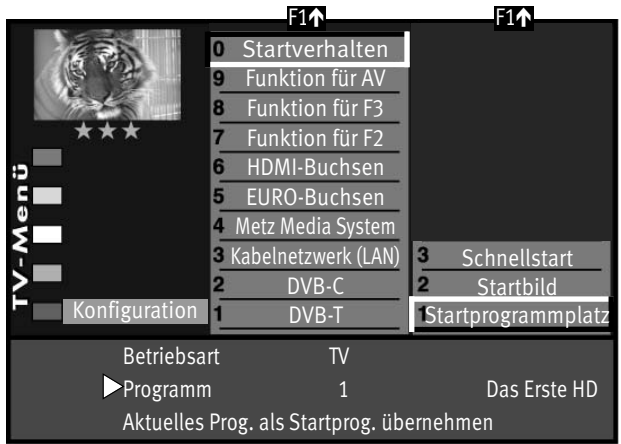 F1↑ F1↑
0 Startverhalten
9 Funktion für AV
8 Funktion für F3
7 Funktion für F2
6 HDMI-Buchsen
5 EURO-Buchsen
4 Metz Media System
3 Kabelnetzwerk (LAN) 3 Schnellstart
2 DVB-C 2 Startbild
Konfiguration 1 DVB-T 1 Startprogrammplatz
TV-Menü
Betriebsart TV
Programm 1 Das Erste HD
Aktuelles Prog. als Startprog. übernehmen